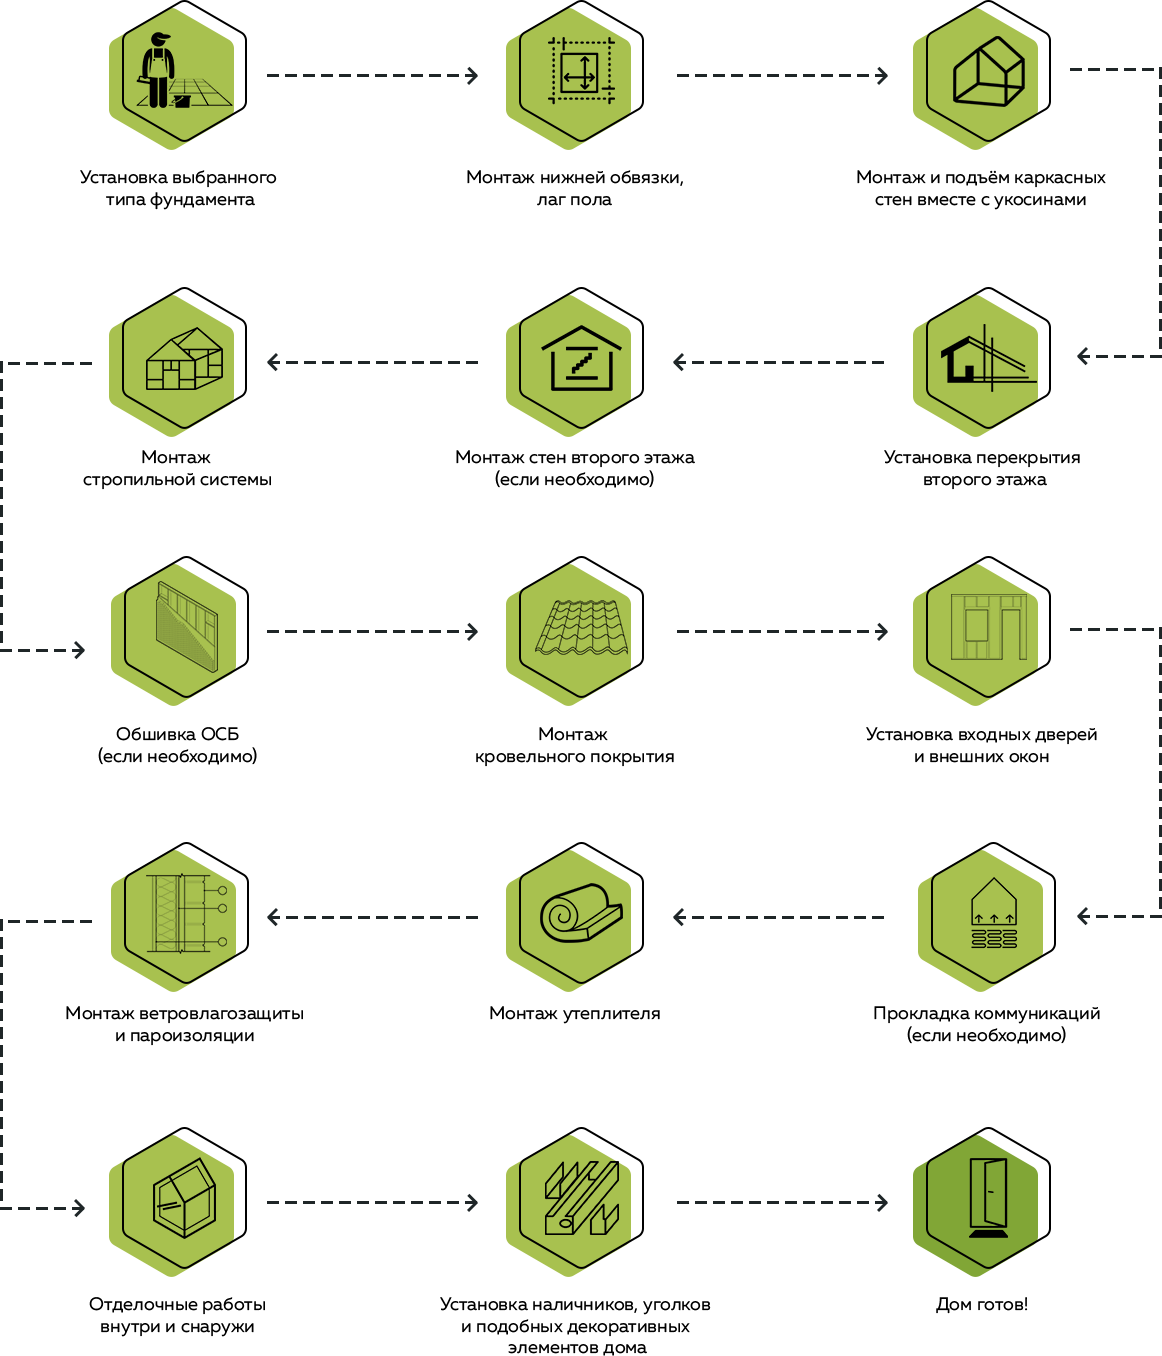 Установка выбранного
типа фундамента
Монтаж нижней обвязки,
лаг пола
Монтаж и подъём каркасных
стен вместе с укосинами
Монтаж
стропильной системы
Монтаж стен второго этажа
(если необходимо)
Установка перекрытия
второго этажа
Обшивка ОСБ
(если необходимо)
Монтаж
кровельного покрытия
Установка входных дверей
и внешних окон
Монтаж ветровлагозащиты
и пароизоляции
Монтаж утеплителя
Прокладка коммуникаций
(если необходимо)
Отделочные работы
внутри и снаружи
Установка наличников, уголков
и подобных декоративных
элементов дома
Дом готов!